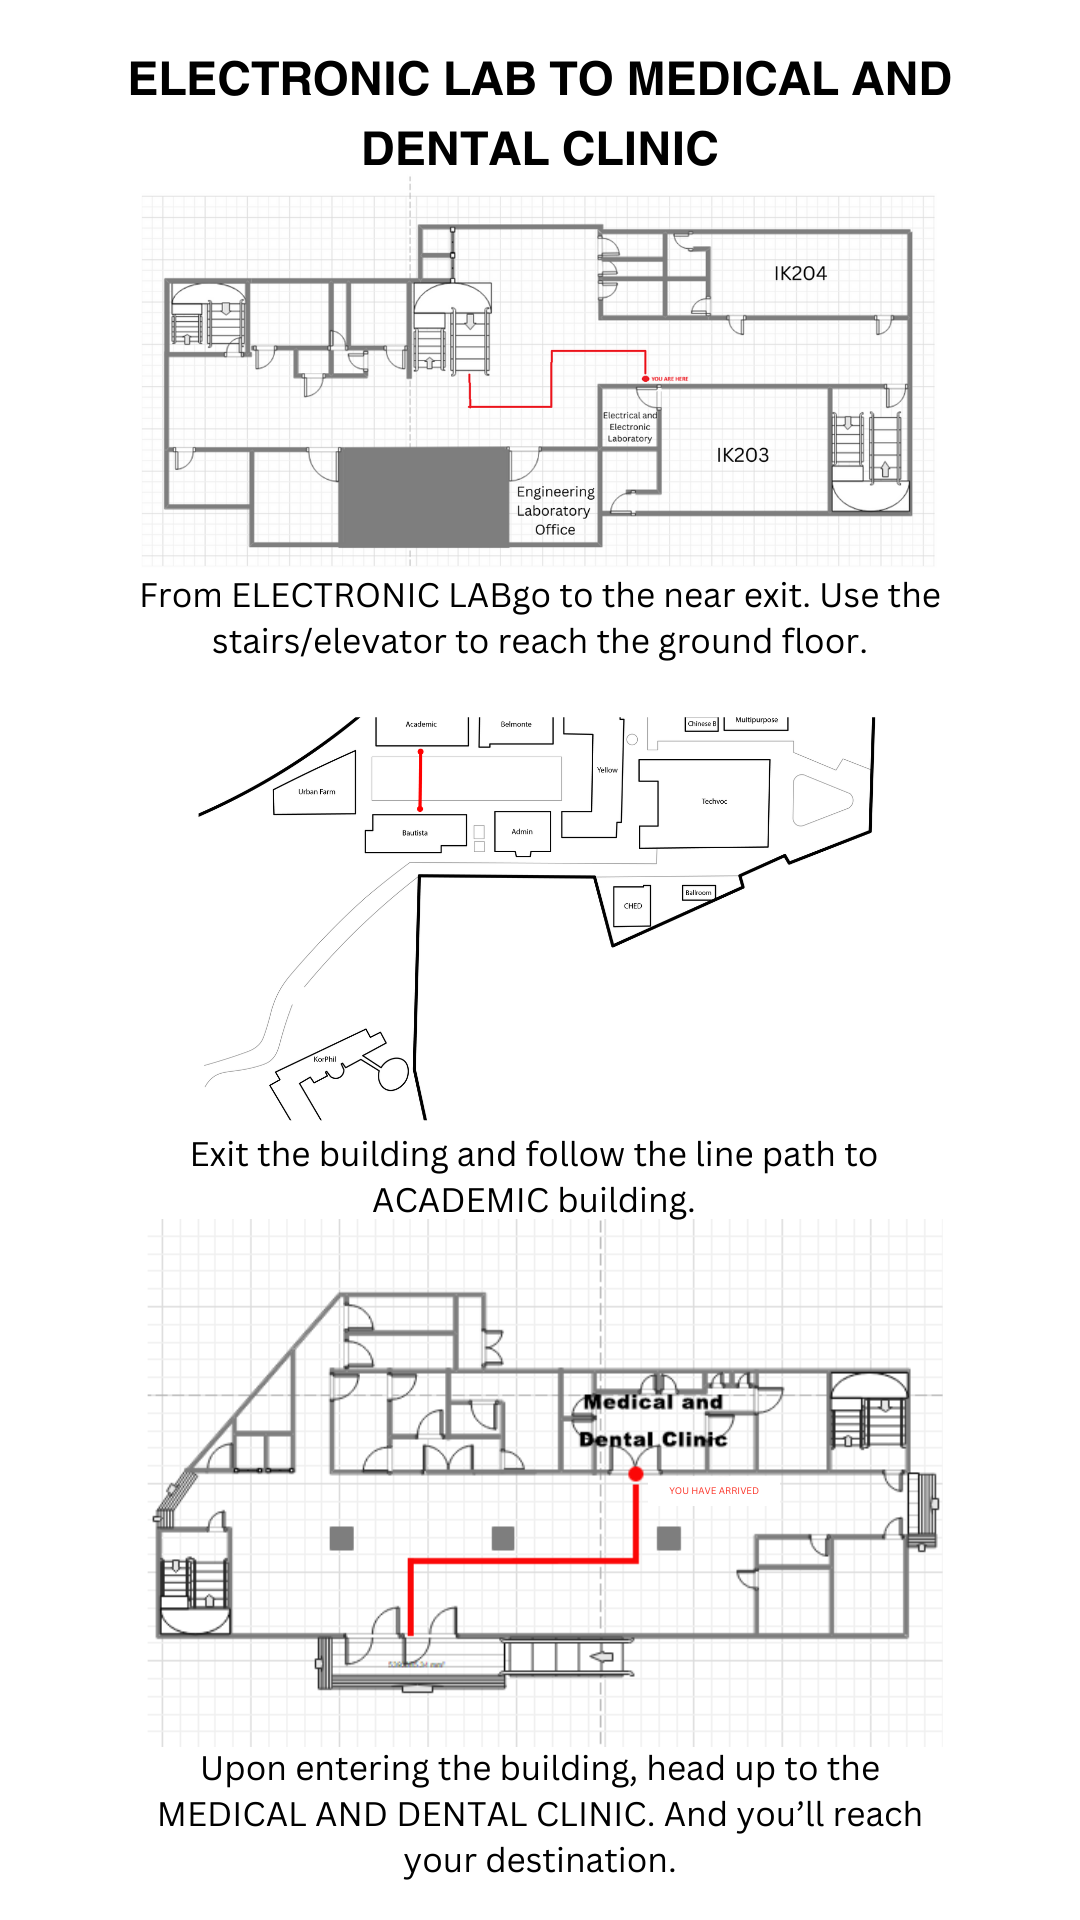 ELECTRONIC LAB TO MEDICAL AND
DENTAL CLINIC
IK204
YOU ARE HERE
Electrical and
Electronic
Laboratory
IK203
Engineering
Laboratory
Office
From ELECTRONIC LABgo to the near exit. Use the
stairs/elevator to reach the ground floor.
Academic
Belmonte
Chinese B
Multipurpose
Urban Farm
Yellow
Techvoc
Bautista
Admin
CHED
Ballroom
KorPhil
Exit the building and follow the line path to
ACADEMIC building.
Medical and
Dental Clinic
YOU HAVE ARRIVED
Upon entering the building, head up to the
MEDICAL AND DENTAL CLINIC. And you’ll reach
your destination.